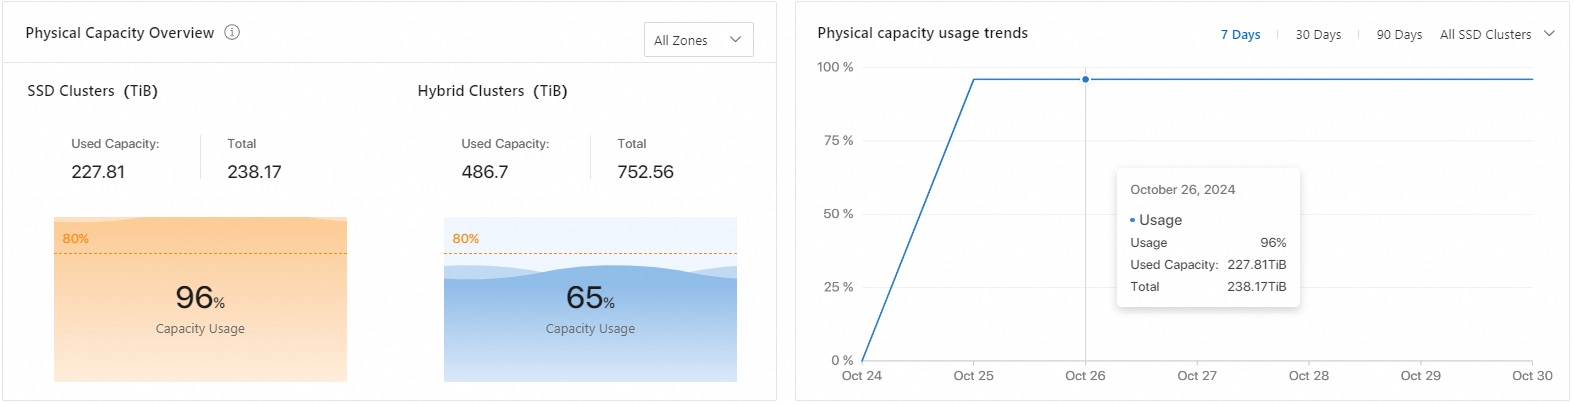 Physical Capacity Overview
All Zones
SSD Clusters (TiB)
Used Capacity:
227.81
Total
238.17
80%
96%
Capacity Usage
Hybrid Clusters (TiB)
Used Capacity:
486.7
Total
752.56
80%
65%
Capacity Usage
Physical capacity usage trends
7 Days
30 Days
90 Days
All SSD Clusters
100 %
75 %
50 %
25 %
0 %
October 26, 2024
Usage
Usage 96%
Used Capacity: 227.81TiB
Total 238.17TiB
Oct 24
Oct 25
Oct 26
Oct 27
Oct 28
Oct 29
Oct 30